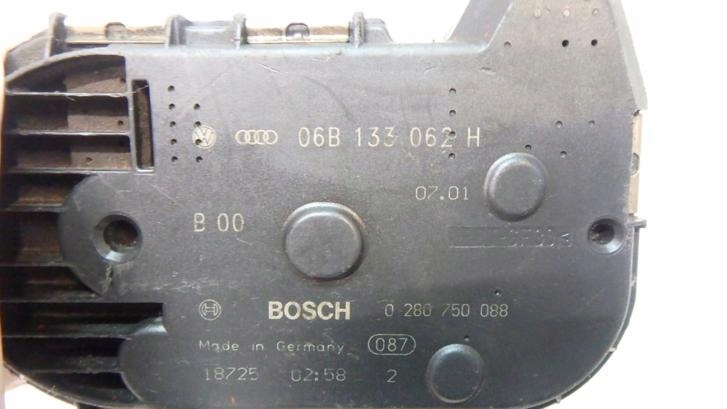 06B 133 062 H
07.01
B 00
BOSCH 0 280 750 088
Made in Germany 087
18725 02:58 2